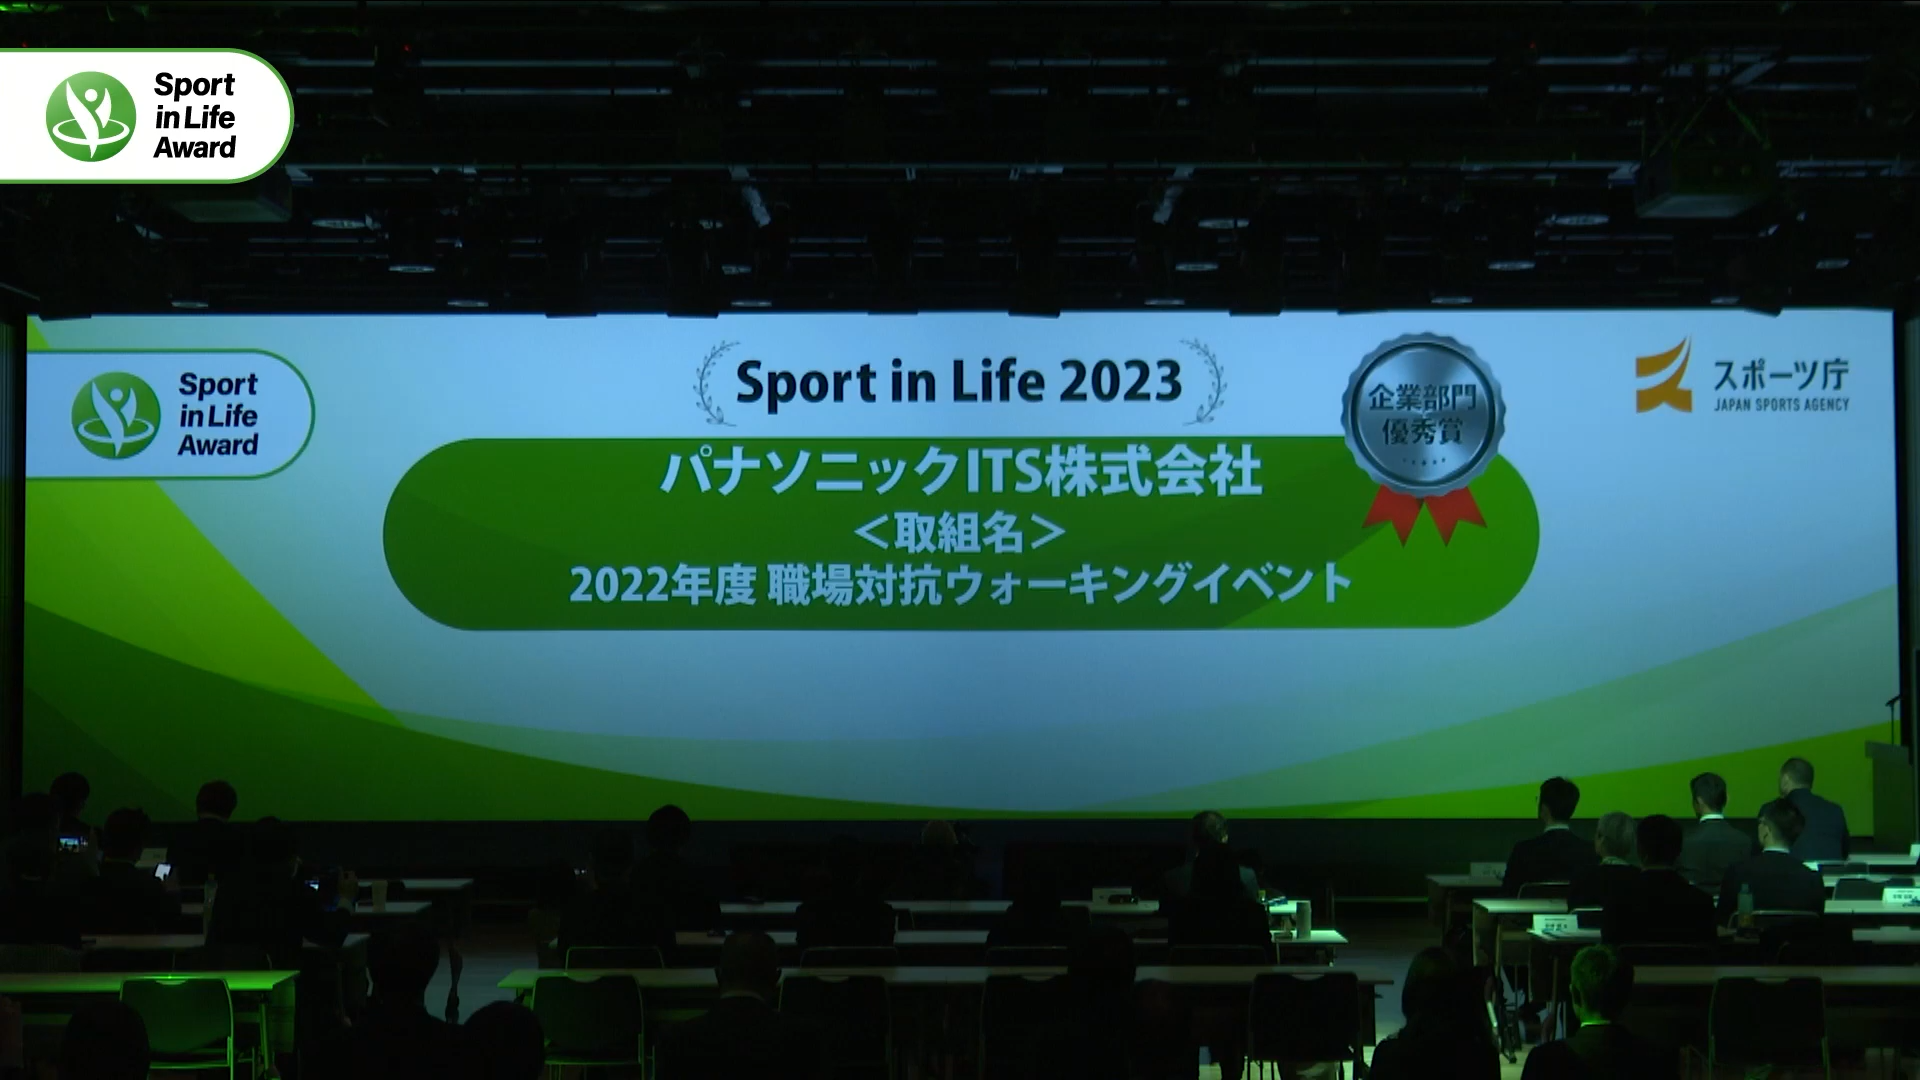 Sport
in Life
Award
Sport in Life 2023
企業部門
優秀賞
スポーツ庁
JAPAN SPORTS AGENCY
Sport
in Life
Award
パナソニックITS株式会社
＜取組名＞
2022年度 職場対抗ウォーキングイベント